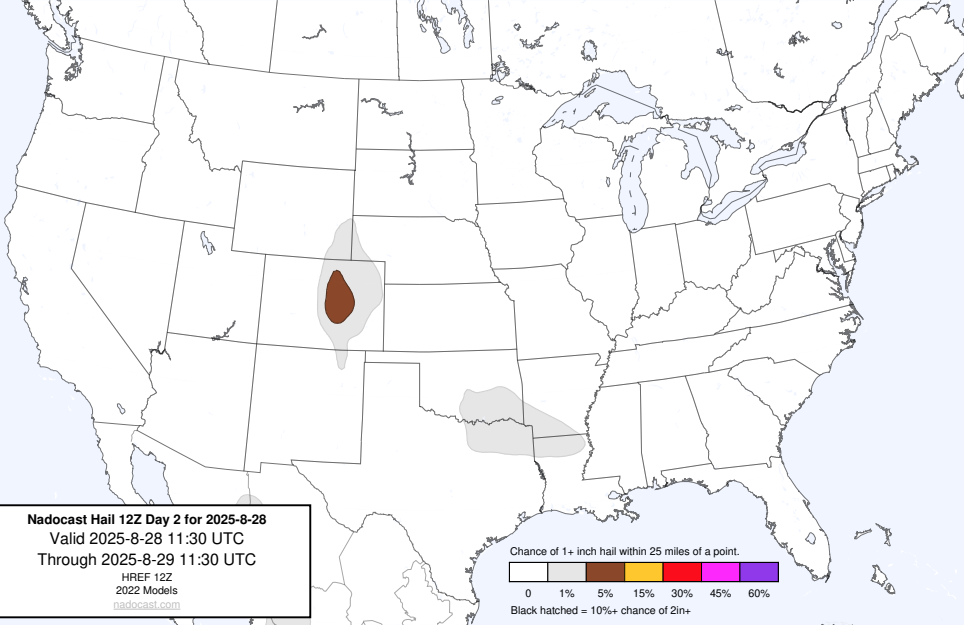 Nadocast Hail 12Z Day 2 for 2025-8-28
Valid 2025-8-28 11:30 UTC
Through 2025-8-29 11:30 UTC
HREF 12Z
2022 Models
nadocast.com
Chance of 1+ inch hail within 25 miles of a point.
0 1% 5% 15% 30% 45% 60%
Black hatched = 10%+ chance of 2in+